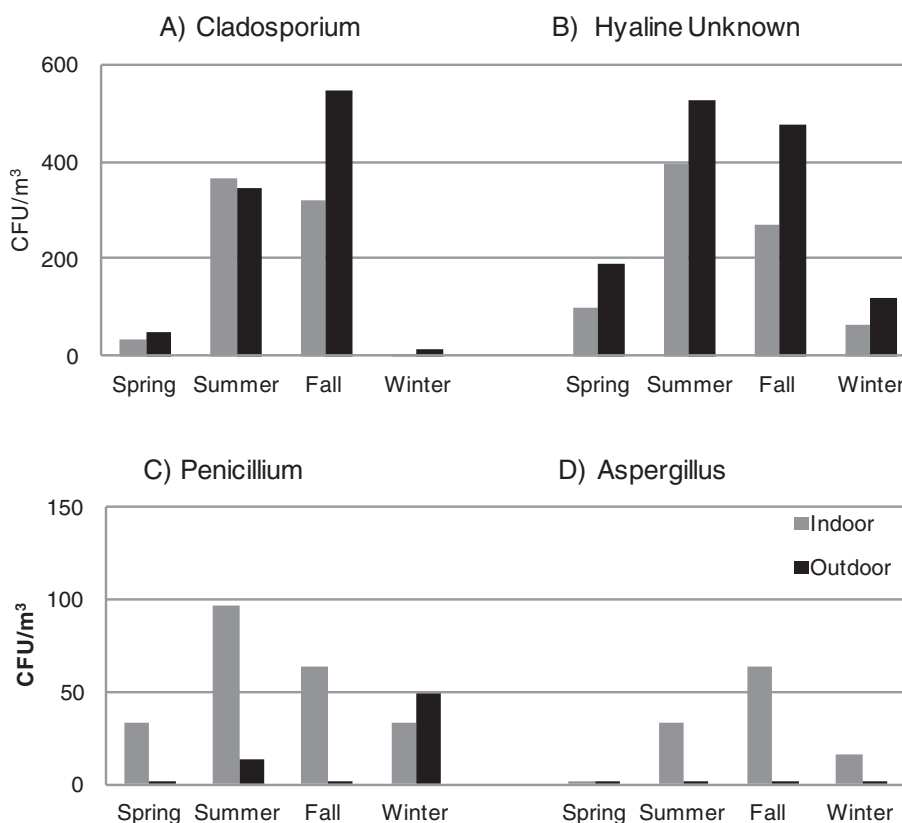 A) Cladosporium
B) Hyaline Unknown
CFU/m³
600
400
200
0
Spring Summer Fall Winter
Spring Summer Fall Winter
C) Penicillium
D) Aspergillus
CFU/m³
150
100
50
0
Indoor
Outdoor
Spring Summer Fall Winter
Spring Summer Fall Winter